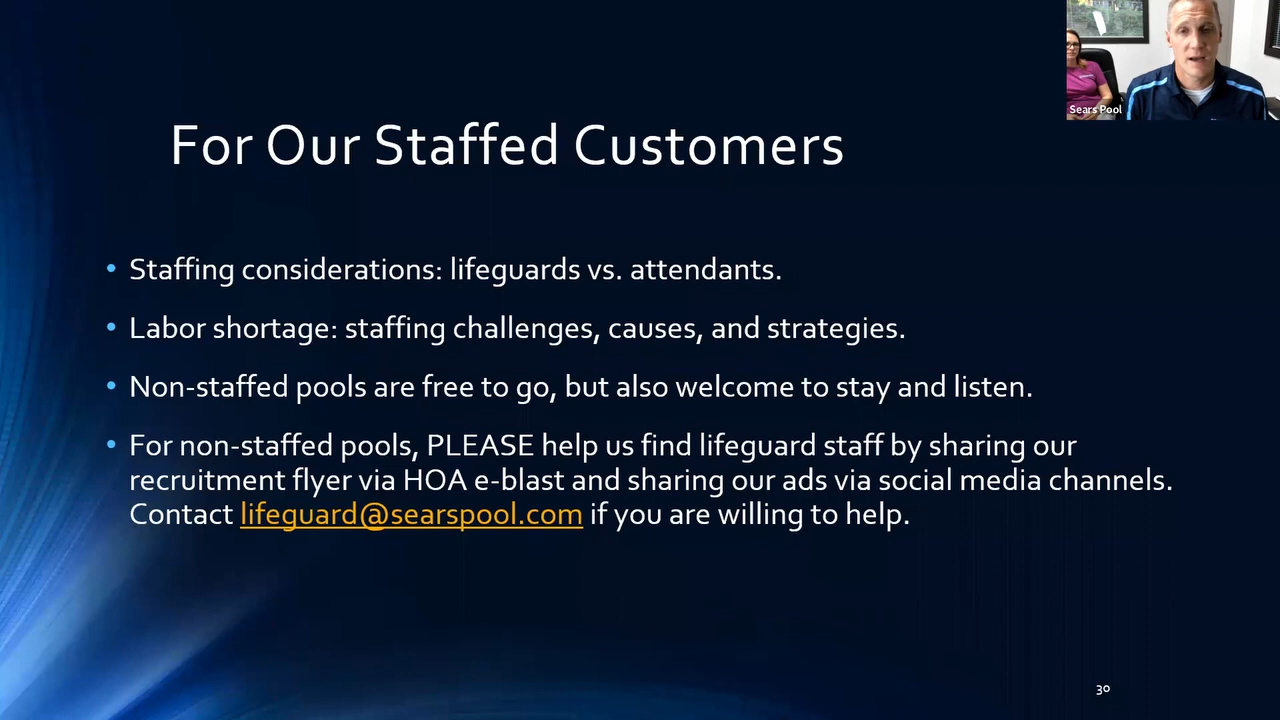 Sears Pool
For Our Staffed Customers
• Staffing considerations: lifeguards vs. attendants.
• Labor shortage: staffing challenges, causes, and strategies.
• Non-staffed pools are free to go, but also welcome to stay and listen.
• For non-staffed pools, PLEASE help us find lifeguard staff by sharing our
recruitment flyer via HOA e-blast and sharing our ads via social media channels.
Contact lifeguard@searspool.com if you are willing to help.
30